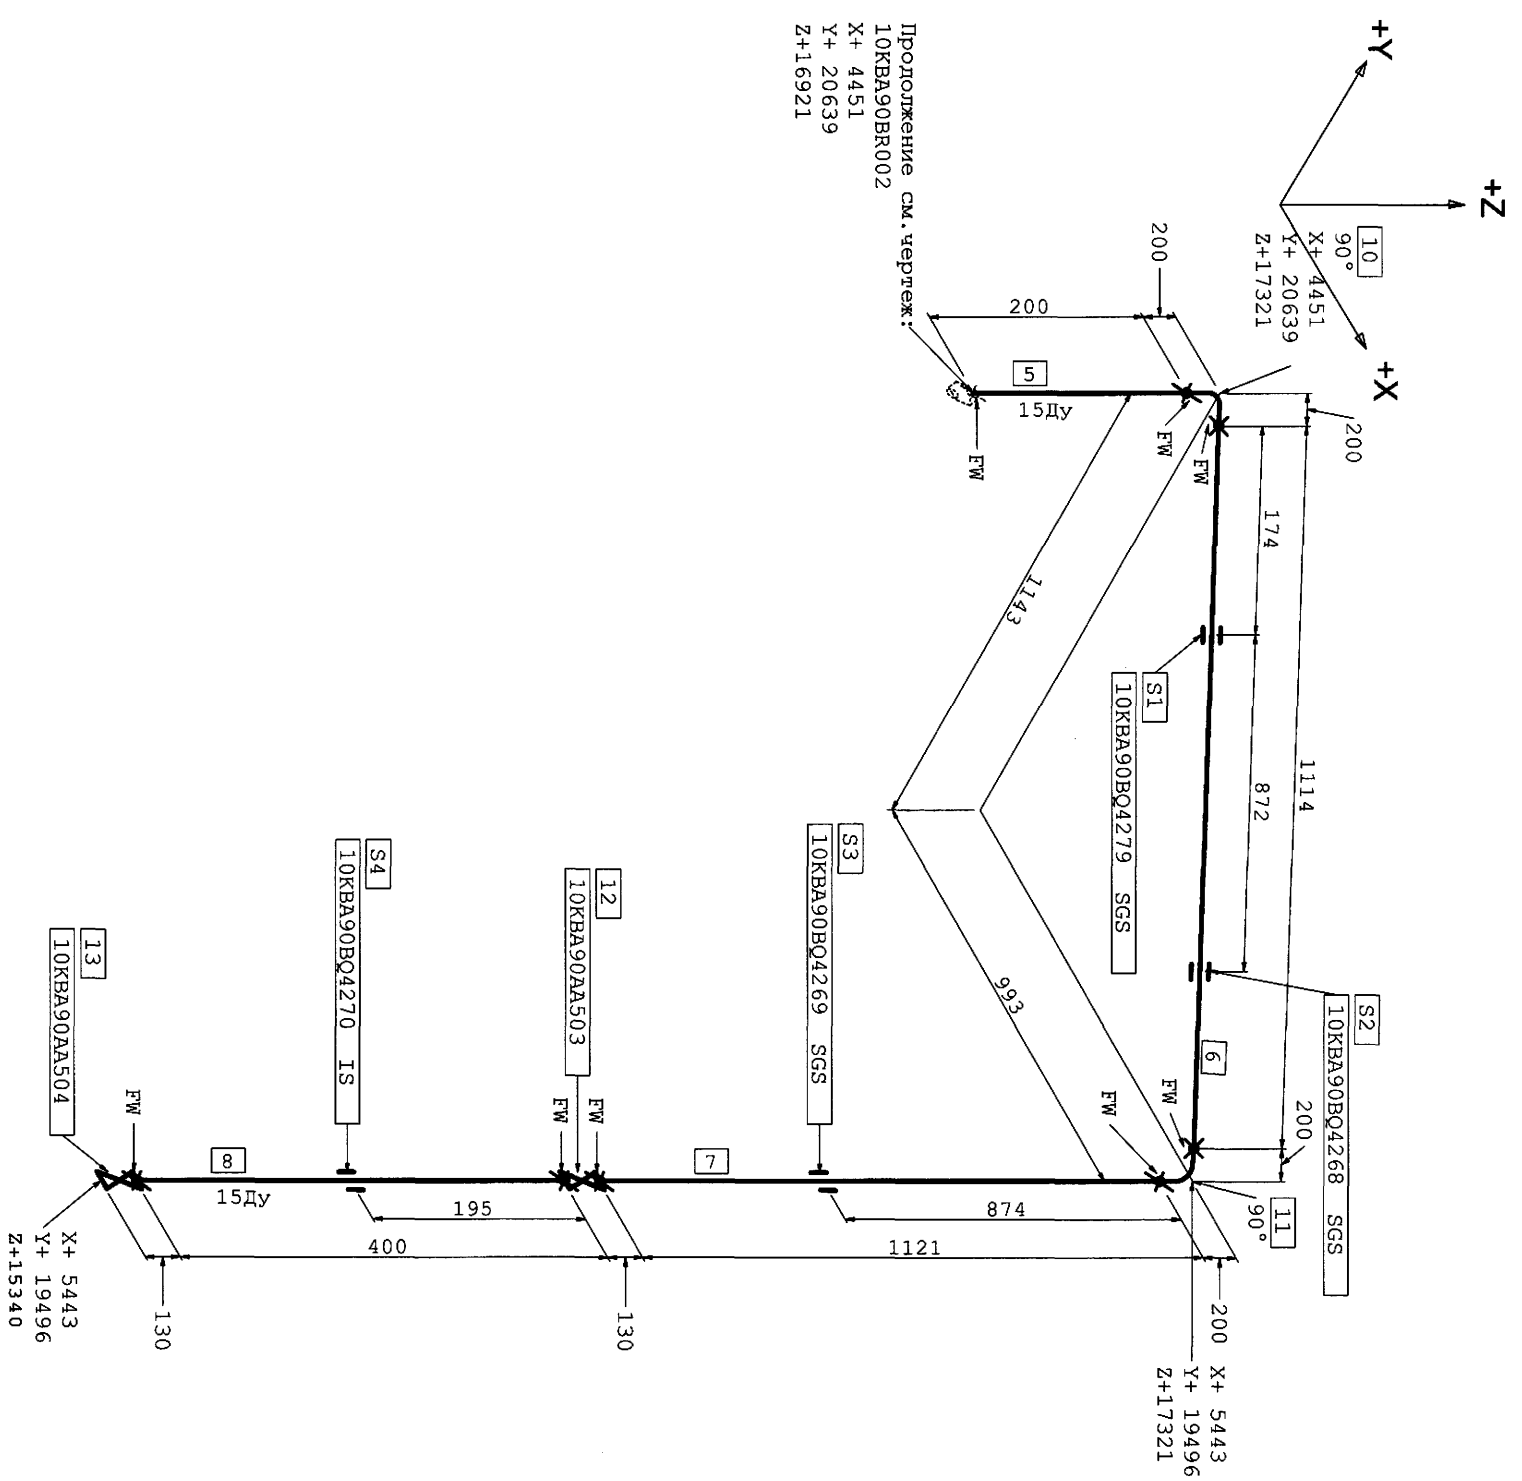 +Y
+Z
+X
Продолжение см.чертеж:
10KBA90BR002
X+ 4451
Y+ 20639
Z+16921
10
90°
X+ 4451
Y+ 20639
Z+17321
200
200
5
15Ду
FW
FW
FW
200
174
1114
872
1143
993
S1
10KBA90BQ4279 SGS
S2
10KBA90BQ4268 SGS
6
FW
FW
200
11
90°
200
X+ 5443
Y+ 19496
Z+17321
S3
10KBA90BQ4269 SGS
7
874
1121
12
10KBA90AA503
FW
FW
130
S4
10KBA90BQ4270 IS
195
400
8
15Ду
FW
13
10KBA90AA504
130
X+ 5443
Y+ 19496
Z+15340